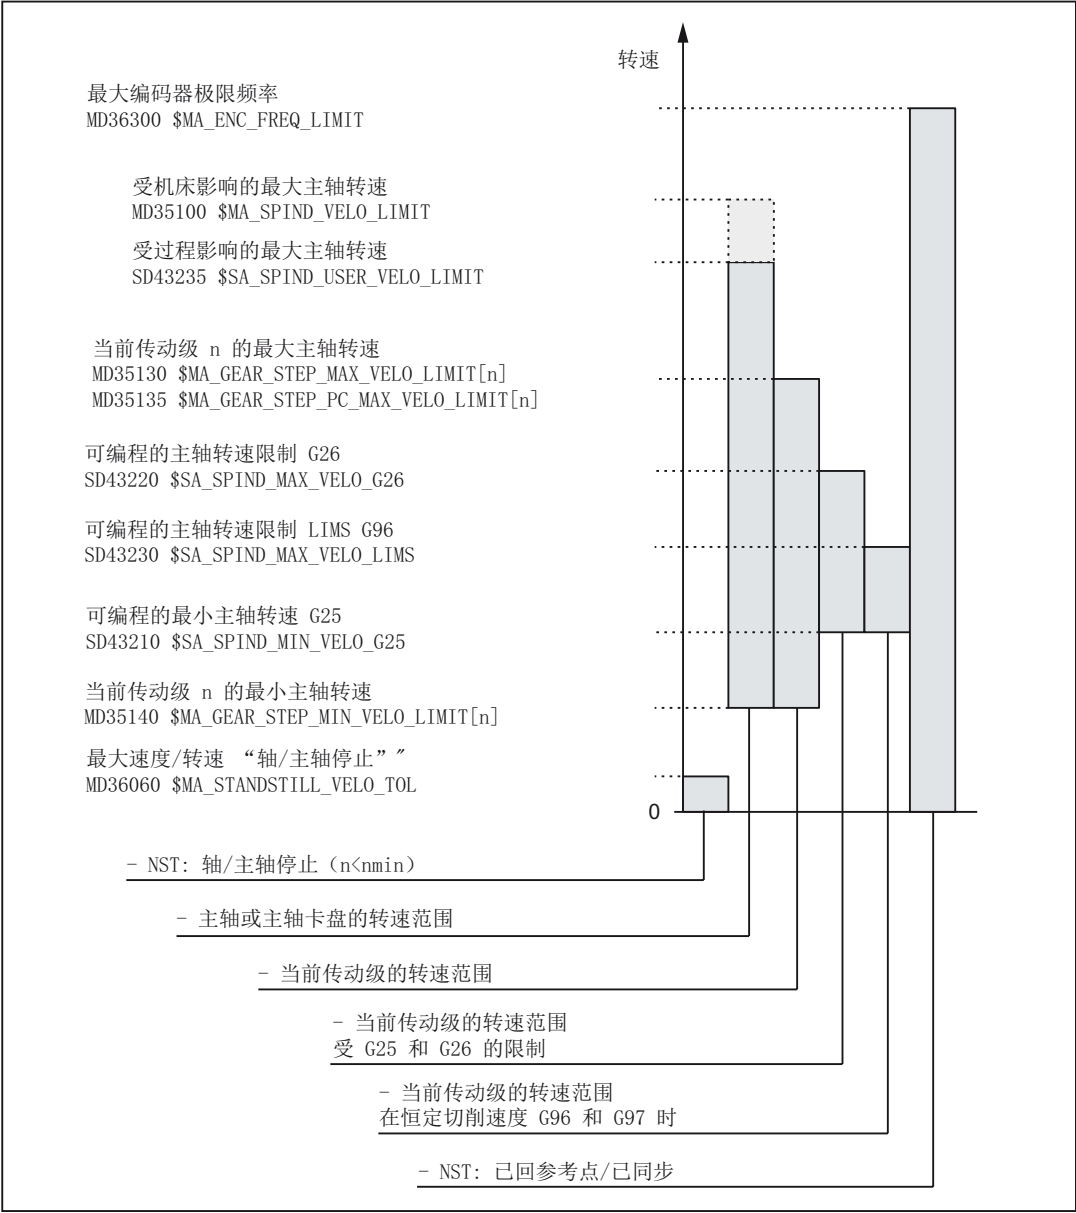 转速
最大编码器极限频率
MD36300 $MA_ENC_FREQ_LIMIT
受机床影响的最大主轴转速
MD35100 $MA_SPIND_VELO_LIMIT
受过程影响的最大主轴转速
SD43235 $SA_SPIND_USER_VELO_LIMIT
当前传动级 n 的最大主轴转速
MD35130 $MA_GEAR_STEP_MAX_VELO_LIMIT[n]
MD35135 $MA_GEAR_STEP_PC_MAX_VELO_LIMIT[n]
可编程的主轴转速限制 G26
SD43220 $SA_SPIND_MAX_VELO_G26
可编程的主轴转速限制 LIMS G96
SD43230 $SA_SPIND_MAX_VELO_LIMS
可编程的最小主轴转速 G25
SD43210 $SA_SPIND_MIN_VELO_G25
当前传动级 n 的最小主轴转速
MD35140 $MA_GEAR_STEP_MIN_VELO_LIMIT[n]
最大速度/转速 “轴/主轴停止”″
MD36060 $MA_STANDSTILL_VELO_TOL
0
- NST: 轴/主轴停止（n<nmin）
- 主轴或主轴卡盘的转速范围
- 当前传动级的转速范围
- 当前传动级的转速范围
受 G25 和 G26 的限制
- 当前传动级的转速范围
在恒定切削速度 G96 和 G97 时
- NST: 已回参考点/已同步